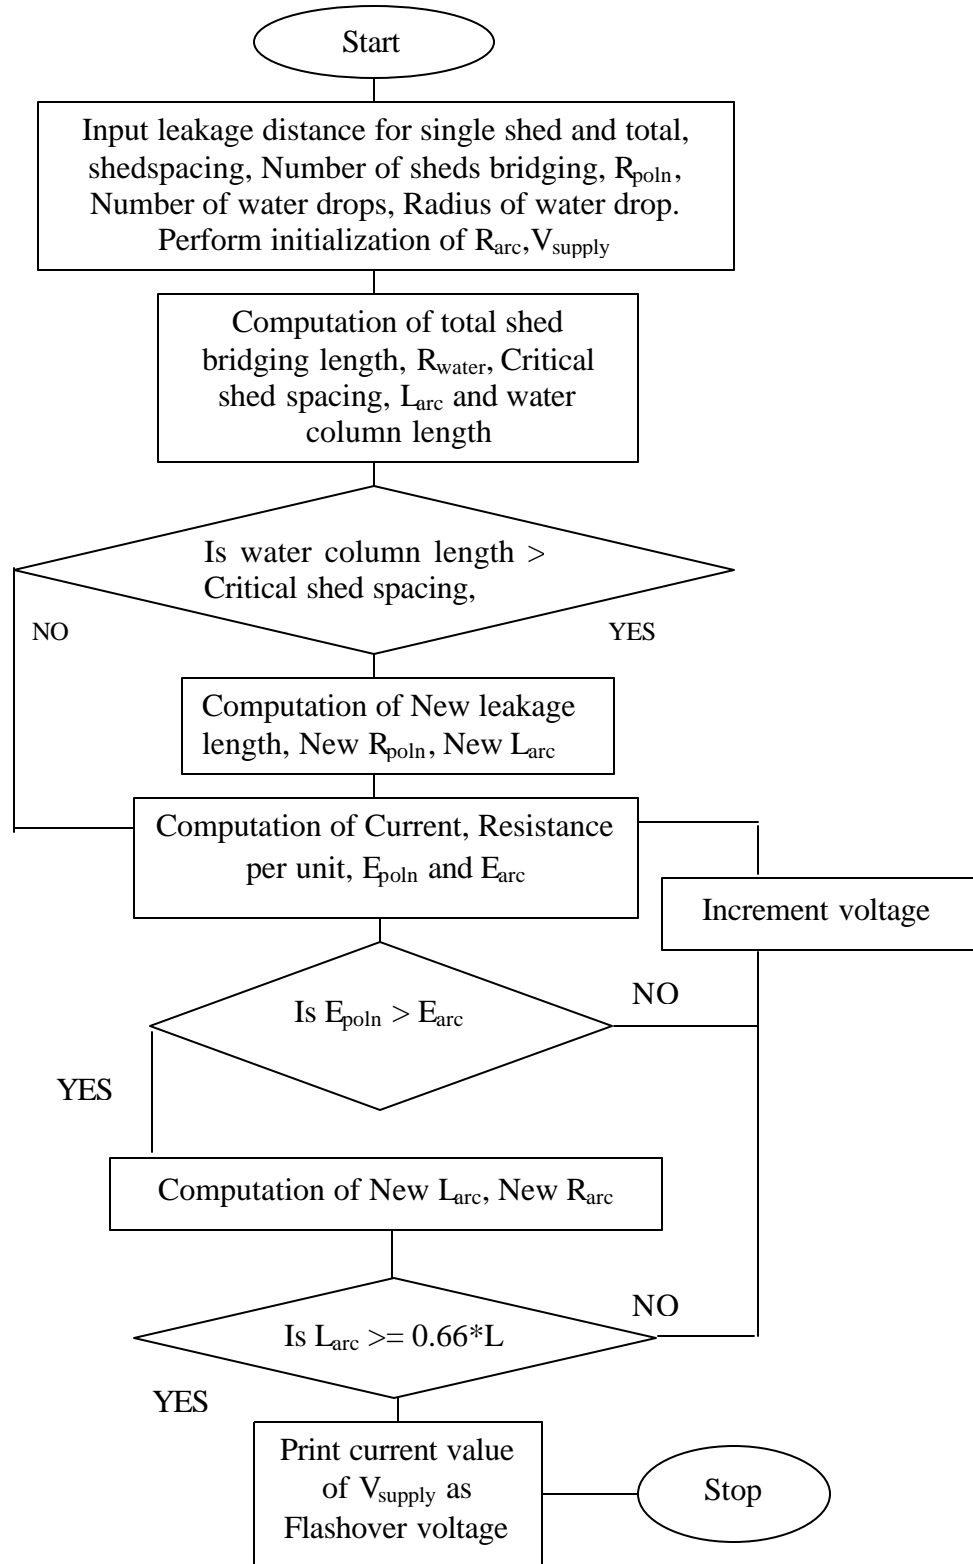 Start
Input leakage distance for single shed and total,
shedspacing, Number of sheds bridging, Rpoln,
Number of water drops, Radius of water drop.
Perform initialization of Rarc,Vsupply
Computation of total shed
bridging length, Rwater, Critical
shed spacing, Larc and water
column length
Is water column length >
Critical shed spacing,
NO
YES
Computation of New leakage
length, New Rpoln, New Larc
Computation of Current, Resistance
per unit, Epoln and Earc
Increment voltage
Is Epoln > Earc
NO
YES
Computation of New Larc, New Rarc
Is Larc >= 0.66*L
NO
YES
Print current value
of Vsupply as
Flashover voltage
Stop